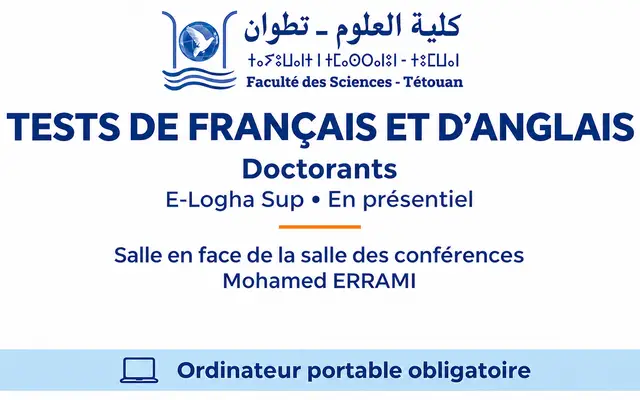 كلية العلوم - تطوان
Faculté des Sciences - Tétouan
TESTS DE FRANÇAIS ET D'ANGLAIS
Doctorants
E-Logha Sup • En présentiel
Salle en face de la salle des conférences
Mohamed ERRAMI
Ordinateur portable obligatoire